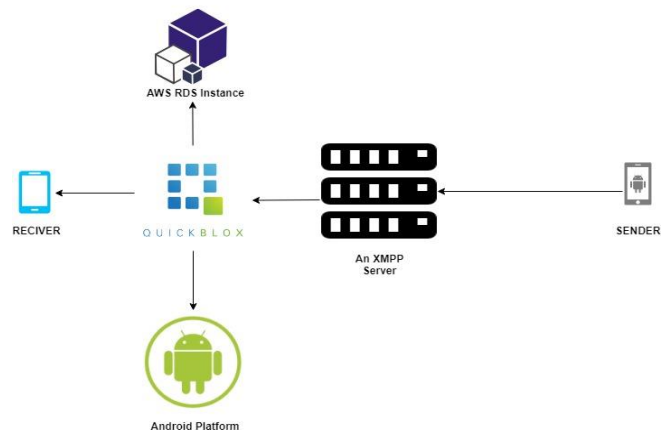 AWS RDS Instance
RECIVER
QUICKBLOX
An XMPP
Server
SENDER
Android Platform